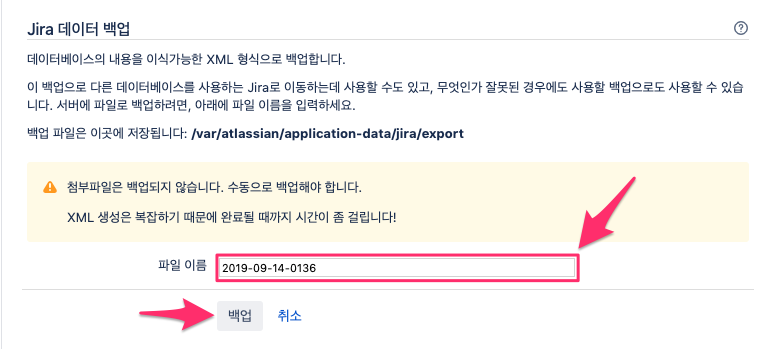 Jira 데이터 백업
데이터베이스의 내용을 이식가능한 XML 형식으로 백업합니다.
이 백업으로 다른 데이터베이스를 사용하는 Jira로 이동하는데 사용할 수도 있고, 무엇인가 잘못된 경우에도 사용할 백업으로도 사용할 수 있습
니다. 서버에 파일로 백업하려면, 아래에 파일 이름을 입력하세요.
백업 파일은 이곳에 저장됩니다: /var/atlassian/application-data/jira/export
첨부파일은 백업되지 않습니다. 수동으로 백업해야 합니다.
XML 생성은 복잡하기 때문에 완료될 때까지 시간이 좀 걸립니다!
파일 이름 2019-09-14-0136
백업 취소